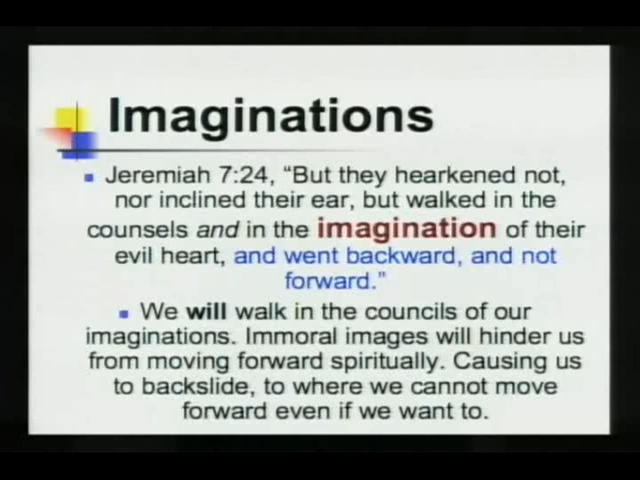 Imaginations
Jeremiah 7:24, “But they hearkened not,
nor inclined their ear, but walked in the
counsels and in the imagination of their
evil heart, and went backward, and not
forward.”
We will walk in the councils of our
imaginations. Immoral images will hinder us
from moving forward spiritually. Causing us
to backslide, to where we cannot move
forward even if we want to.